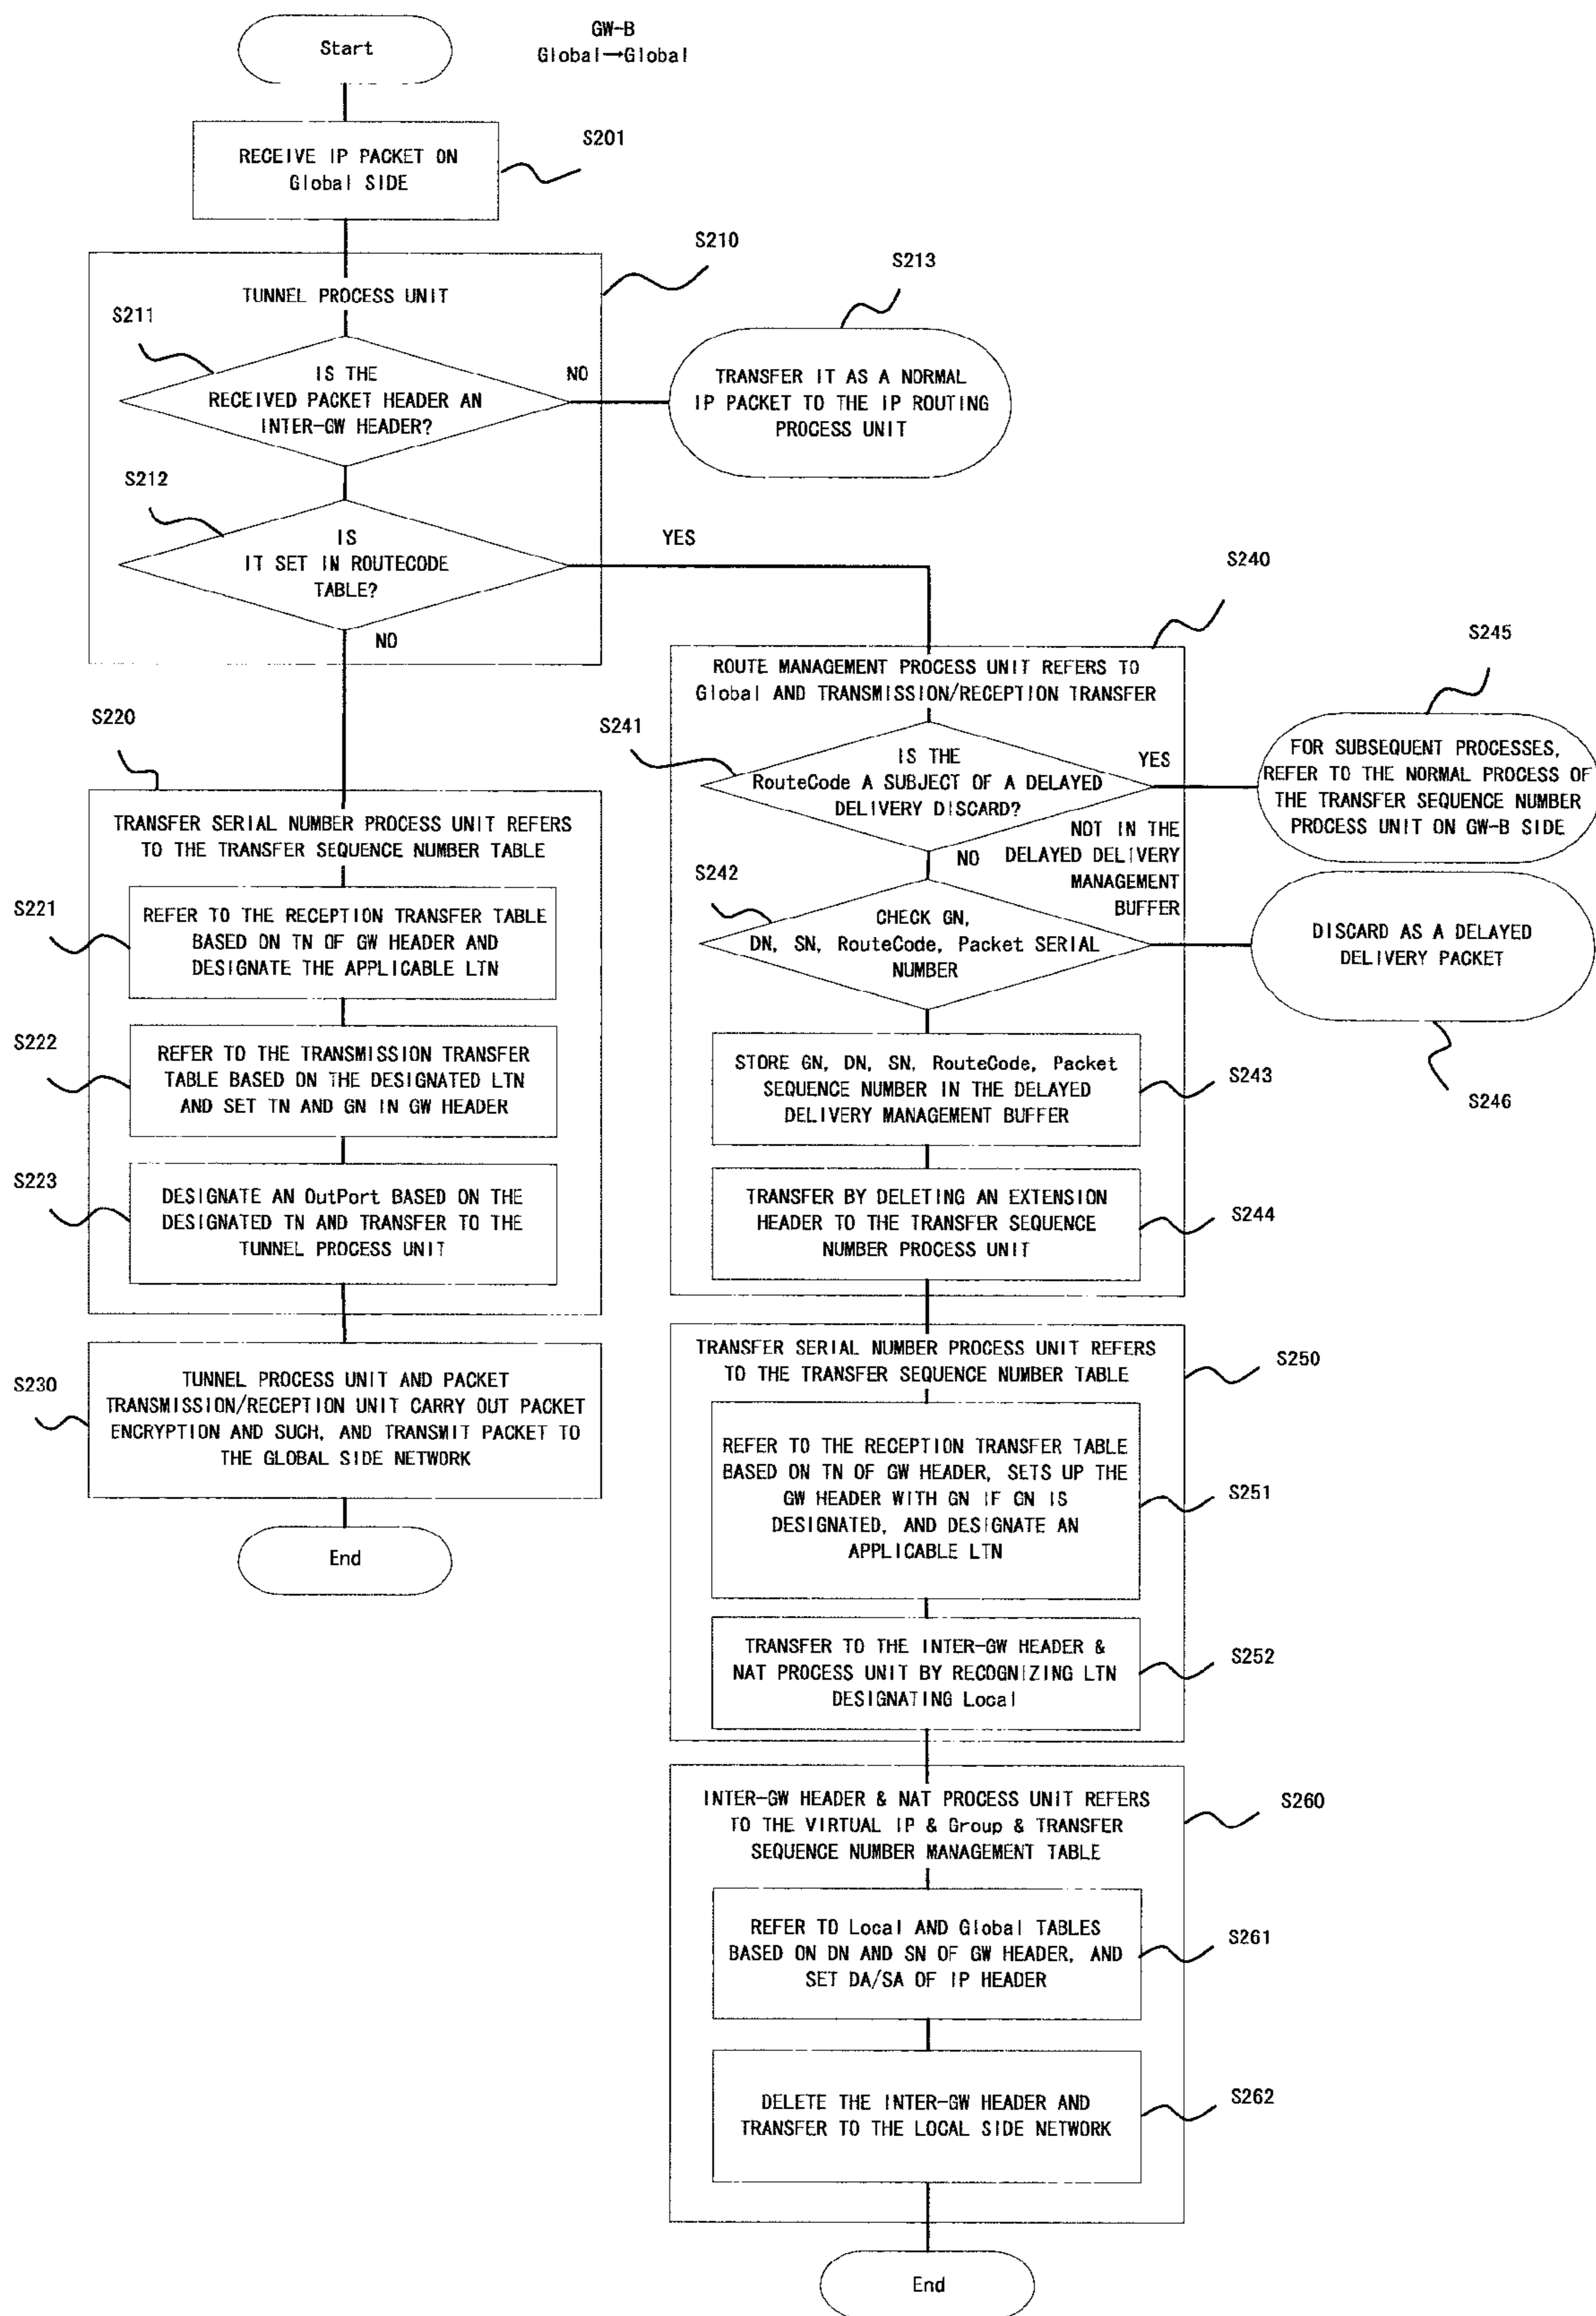 Start
GW-B
Global→Global
RECEIVE IP PACKET ON
Global SIDE
S201
S210
TUNNEL PROCESS UNIT
S211
IS THE
RECEIVED PACKET HEADER AN
INTER-GW HEADER?
NO
S213
TRANSFER IT AS A NORMAL
IP PACKET TO THE IP ROUTING
PROCESS UNIT
S212
IS
IT SET IN ROUTECODE
TABLE?
YES
NO
S220
TRANSFER SERIAL NUMBER PROCESS UNIT REFERS
TO THE TRANSFER SEQUENCE NUMBER TABLE
S221
REFER TO THE RECEPTION TRANSFER TABLE
BASED ON TN OF GW HEADER AND
DESIGNATE THE APPLICABLE LTN
S222
REFER TO THE TRANSMISSION TRANSFER
TABLE BASED ON THE DESIGNATED LTN
AND SET TN AND GN IN GW HEADER
S223
DESIGNATE AN OutPort BASED ON THE
DESIGNATED TN AND TRANSFER TO THE
TUNNEL PROCESS UNIT
S230
TUNNEL PROCESS UNIT AND PACKET
TRANSMISSION/RECEPTION UNIT CARRY OUT PACKET
ENCRYPTION AND SUCH, AND TRANSMIT PACKET TO
THE GLOBAL SIDE NETWORK
End
S240
ROUTE MANAGEMENT PROCESS UNIT REFERS TO
Global AND TRANSMISSION/RECEPTION TRANSFER
S241
IS THE
RouteCode A SUBJECT OF A DELAYED
DELIVERY DISCARD?
YES
S245
FOR SUBSEQUENT PROCESSES,
REFER TO THE NORMAL PROCESS OF
THE TRANSFER SEQUENCE NUMBER
PROCESS UNIT ON GW-B SIDE
NO
NOT IN THE
DELAYED DELIVERY
MANAGEMENT
BUFFER
S242
CHECK GN,
DN, SN, RouteCode, Packet SERIAL
NUMBER
DISCARD AS A DELAYED
DELIVERY PACKET
S246
STORE GN, DN, SN, RouteCode, Packet
SEQUENCE NUMBER IN THE DELAYED
DELIVERY MANAGEMENT BUFFER
S243
TRANSFER BY DELETING AN EXTENSION
HEADER TO THE TRANSFER SEQUENCE
NUMBER PROCESS UNIT
S244
TRANSFER SERIAL NUMBER PROCESS UNIT REFERS
TO THE TRANSFER SEQUENCE NUMBER TABLE
S250
REFER TO THE RECEPTION TRANSFER TABLE
BASED ON TN OF GW HEADER, SETS UP THE
GW HEADER WITH GN IF GN IS
DESIGNATED, AND DESIGNATE AN
APPLICABLE LTN
S251
TRANSFER TO THE INTER-GW HEADER &
NAT PROCESS UNIT BY RECOGNIZING LTN
DESIGNATING Local
S252
INTER-GW HEADER & NAT PROCESS UNIT REFERS
TO THE VIRTUAL IP & Group & TRANSFER
SEQUENCE NUMBER MANAGEMENT TABLE
S260
REFER TO Local AND Global TABLES
BASED ON DN AND SN OF GW HEADER, AND
SET DA/SA OF IP HEADER
S261
DELETE THE INTER-GW HEADER AND
TRANSFER TO THE LOCAL SIDE NETWORK
S262
End